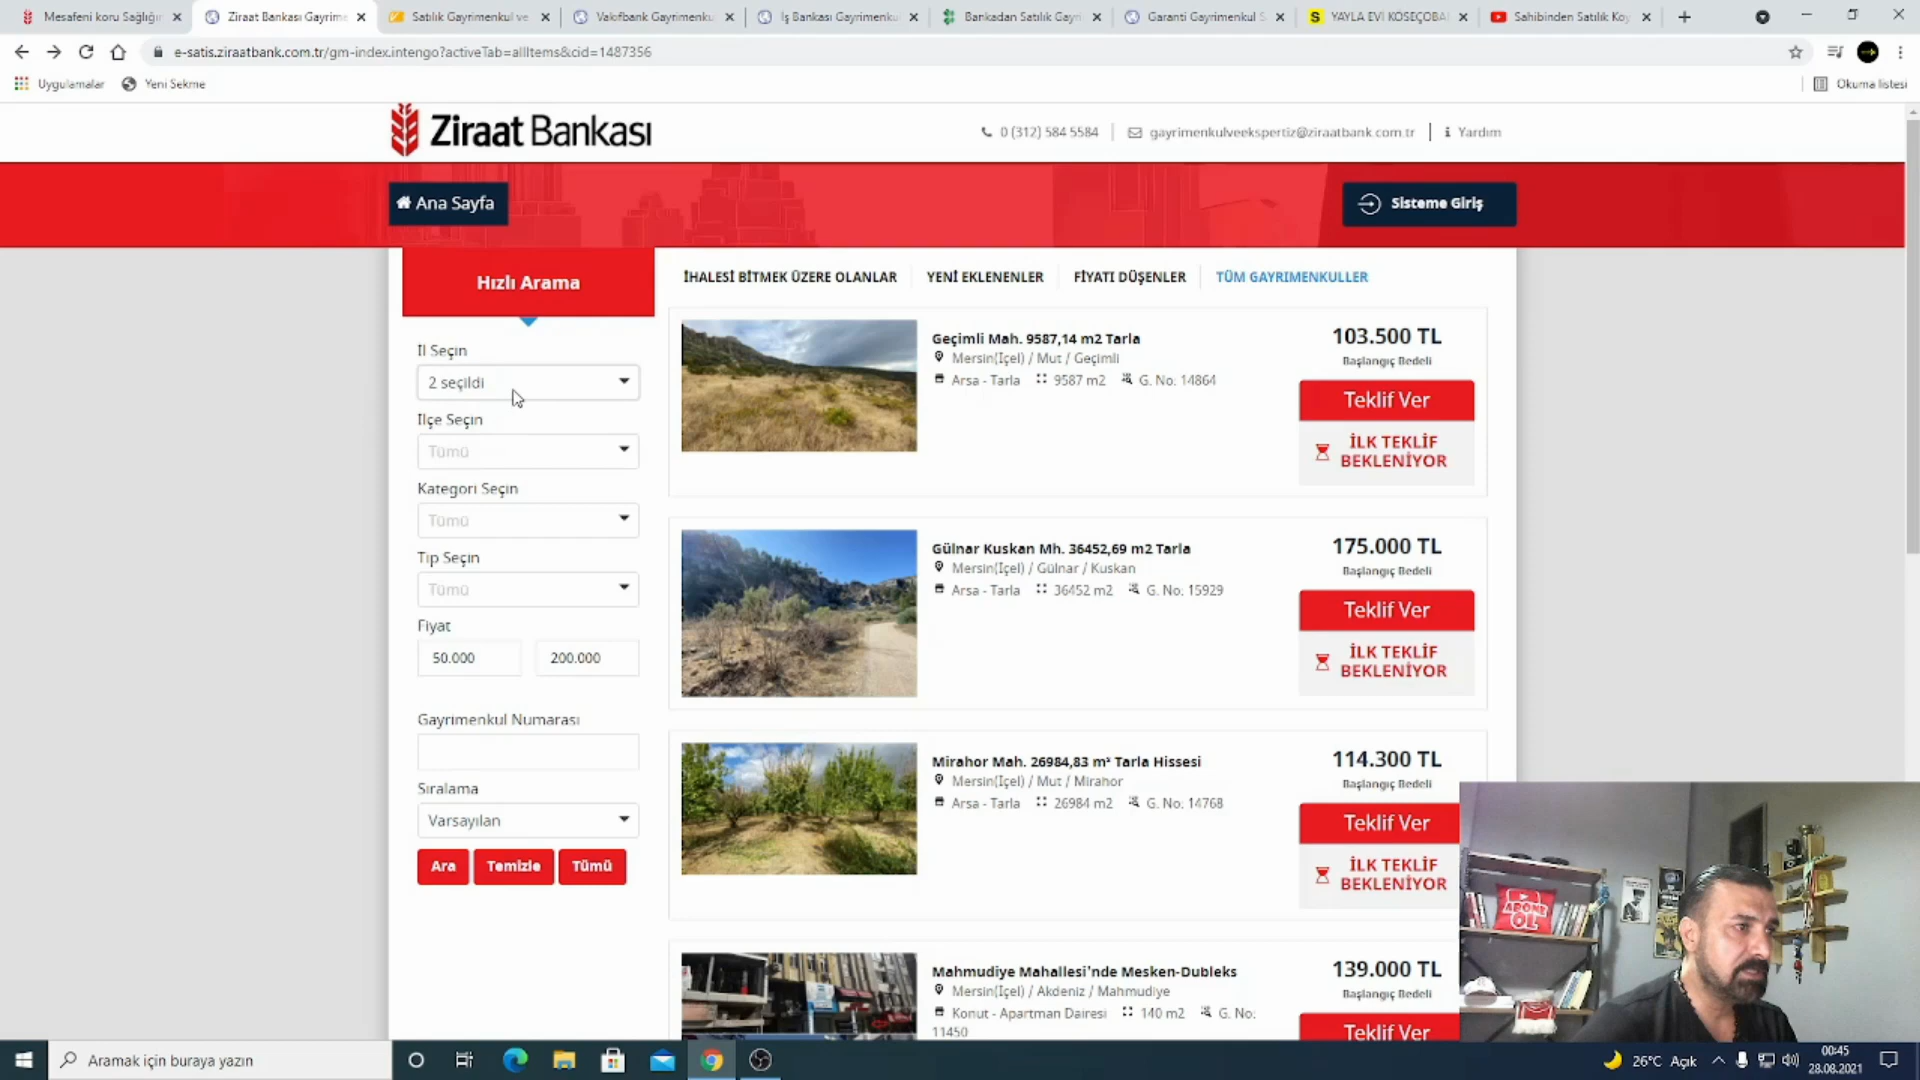 Mesafeni koru Sağlığın
Ziraat Bankası Gayrime
Satılık Gayrimenkul ve
Vakıfbank Gayrimenku
İş Bankası Gayrimenku
Bankadan Satılık Gayri
Garanti Gayrimenkul S
S YAYLA EVİ KÖSEÇOBA
Sahibinden Satılık Köy
e-satis.ziraatbank.com.tr/gm-index.intengo?activeTab=allItems&cid=1487356
Uygulamalar
Yeni Sekme
Okuma listesi
Ziraat Bankası
0 (312) 584 5584
gayrimenkulveekspertiz@ziraatbank.com.tr
Yardım
Ana Sayfa
Sisteme Giriş
Hızlı Arama
İHALESİ BİTMEK ÜZERE OLANLAR
YENİ EKLENENLER
FİYATI DÜŞENLER
TÜM GAYRIMENKULLER
İl Seçin
2 seçildi
İlçe Seçin
Tümü
Kategori Seçin
Tümü
Tip Seçin
Tümü
Fiyat
50.000
200.000
Gayrimenkul Numarası
Sıralama
Varsayılan
Ara
Temizle
Tümü
Geçimli Mah. 9587,14 m2 Tarla
Mersin(İçel) / Mut / Geçimli
Arsa - Tarla 9587 m2 G. No. 14864
103.500 TL
Başlangıç Bedeli
Teklif Ver
İLK TEKLİF
BEKLENİYOR
Gülnar Kuskan Mh. 36452,69 m2 Tarla
Mersin(İçel) / Gülnar / Kuskan
Arsa - Tarla 36452 m2 G. No. 15929
175.000 TL
Başlangıç Bedeli
Teklif Ver
İLK TEKLİF
BEKLENİYOR
Mirahor Mah. 26984,83 m² Tarla Hissesi
Mersin(İçel) / Mut / Mirahor
Arsa - Tarla 26984 m2 G. No. 14768
114.300 TL
Başlangıç Bedeli
Teklif Ver
İLK TEKLİF
BEKLENİYOR
Mahmudiye Mahallesi'nde Mesken-Dubleks
Mersin(İçel) / Akdeniz / Mahmudiye
Konut - Apartman Dairesi 140 m2 G. No:
11450
139.000 TL
Başlangıç Bedeli
Teklif Ver
ABONE
OL
Aramak için buraya yazın
26°C Açık
00:45
28.08.2021